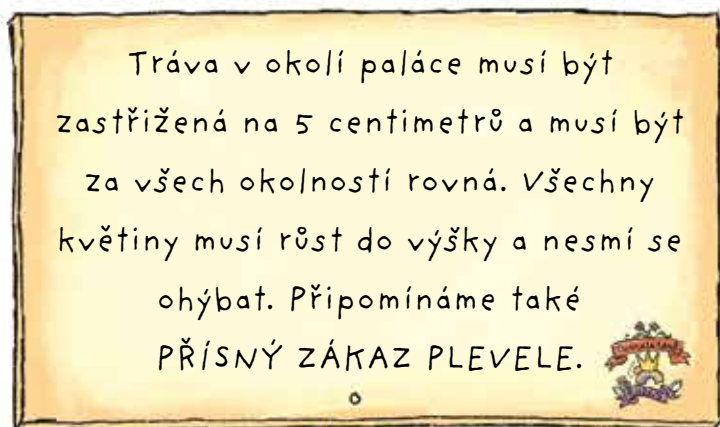 Tráva v okolí paláce musí být
zastřižená na 5 centimetrů a musí být
za všech okolností rovná. Všechny
květiny musí růst do výšky a nesmí se
ohýbat. Připomínáme také
PŘÍSNÝ ZÁKAZ PLEVELE.